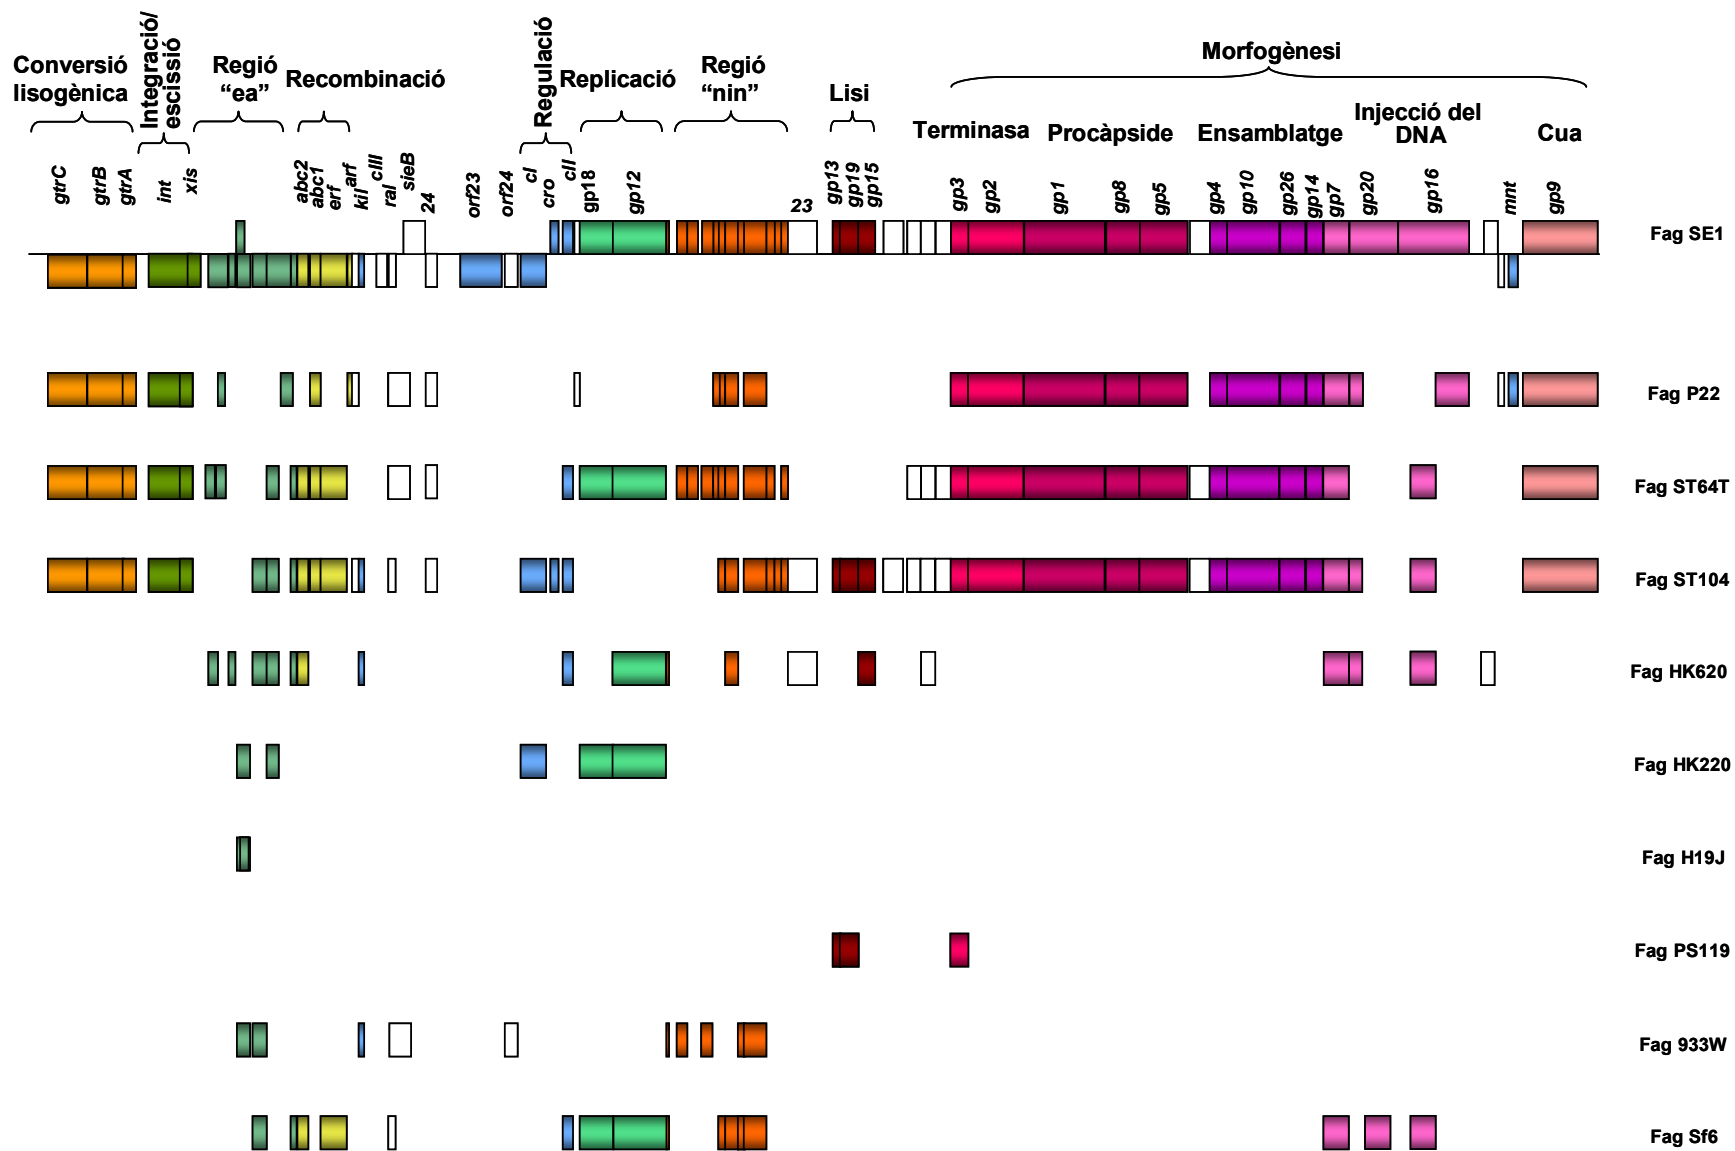 Morfogènesi
Conversió
lisogènica
Integració/
escissió
Regió
“ea”
Recombinació
Regulació
Replicació
Regió
“nin”
Lisi
Terminasa
Procàpside
Ensamblatge
Injecció del
DNA
Cua
gtrC
gtrB
gtrA
int
xis
abc2
abc1
erf
arf
kil
cIII
ral
sieB
24
orf23
orf24
cI
cro
cII
gp18
gp12
23
gp13
gp19
gp15
gp3
gp2
gp1
gp8
gp5
gp4
gp10
gp26
gp14
gp7
gp20
gp16
mnt
gp9
Fag SE1
Fag P22
Fag ST64T
Fag ST104
Fag HK620
Fag HK220
Fag H19J
Fag PS119
Fag 933W
Fag Sf6